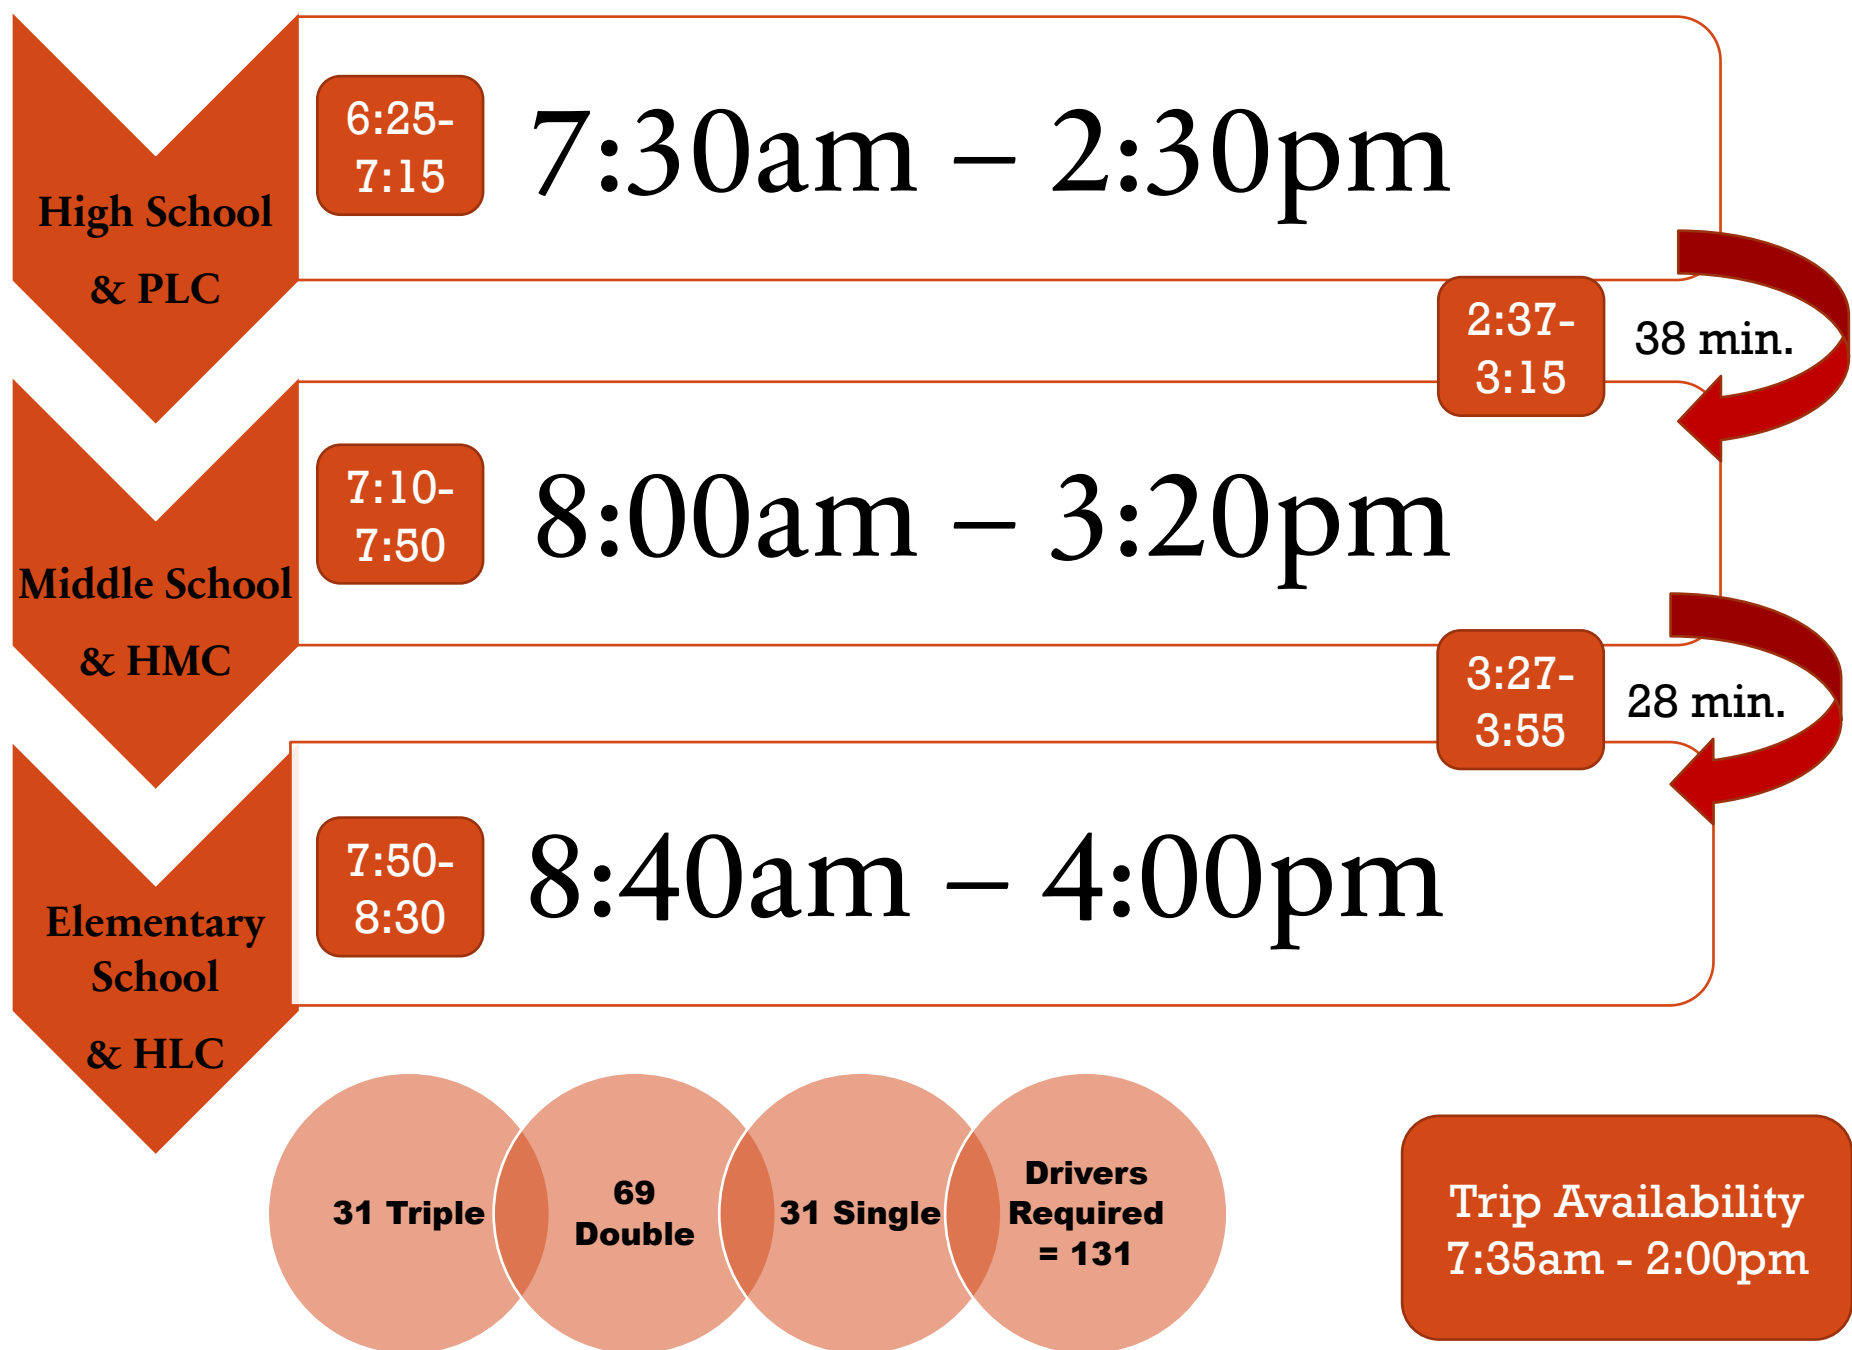 High School
& PLC
6:25-
7:15
7:30am – 2:30pm
2:37-
3:15
38 min.
Middle School
& HMC
7:10-
7:50
8:00am – 3:20pm
3:27-
3:55
28 min.
Elementary
School
& HLC
7:50-
8:30
8:40am – 4:00pm
31 Triple
69
Double
31 Single
Drivers
Required
= 131
Trip Availability
7:35am - 2:00pm